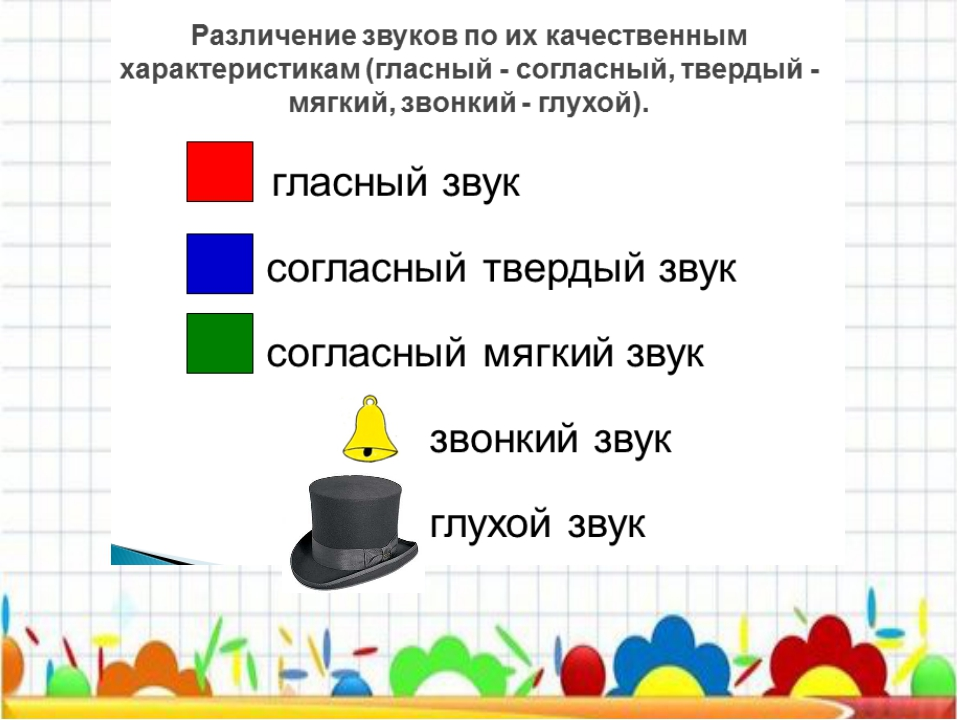 Различение звуков по их качественным
характеристикам (гласный - согласный, твердый -
мягкий, звонкий - глухой).
гласный звук
согласный твердый звук
согласный мягкий звук
звонкий звук
глухой звук